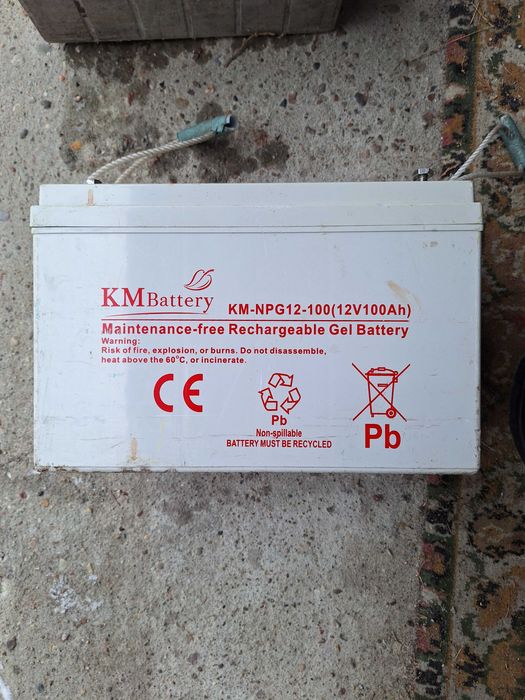 KMBattery
KM-NPG12-100(12V100Ah)
Maintenance-free Rechargeable Gel Battery
Warning:
Risk of fire, explosion, or burns. Do not disassemble,
heat above the 60°C, or incinerate.
CE
Pb
Non-spillable
BATTERY MUST BE RECYCLED
Pb